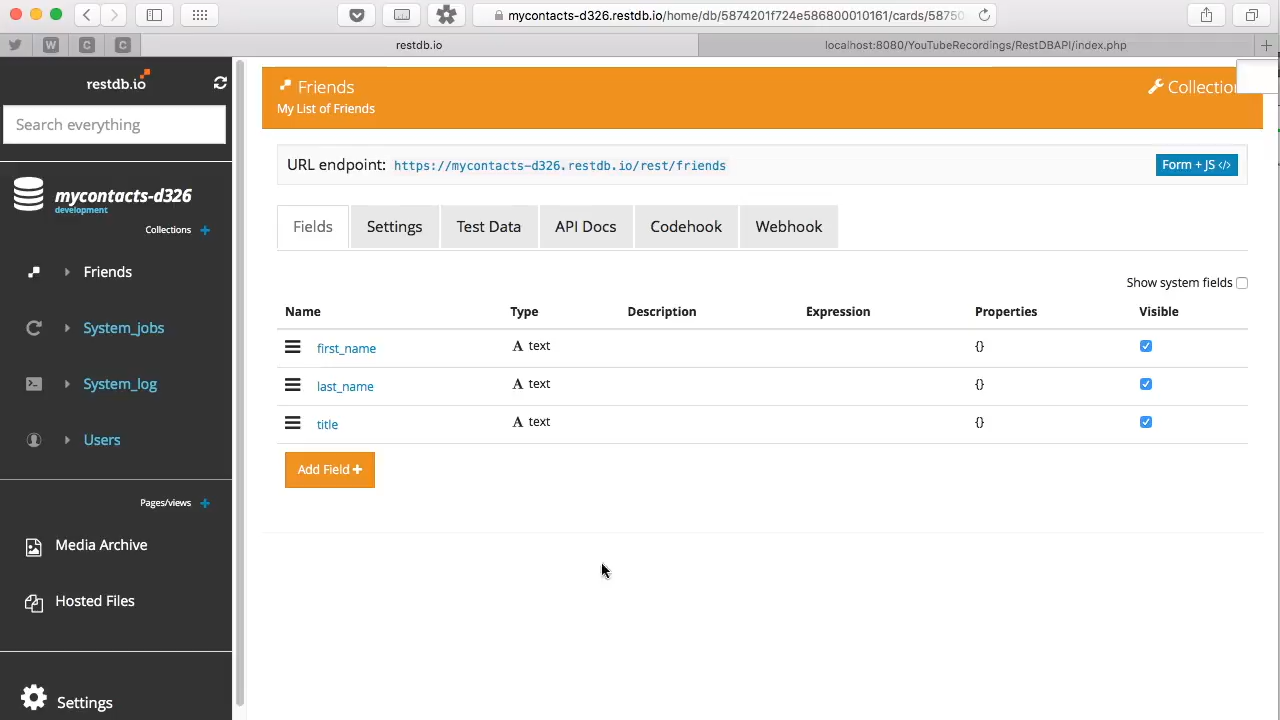 mycontacts-d326.restdb.io/home/db/5874201f724e586800010161/cards/5875
W C C restdb.io localhost:8080/YouTubeRecordings/RestDBAPI/index.php
restdb.io
Search everything
mycontacts-d326
development
Collections
Friends
System_jobs
System_log
Users
Pages/views
Media Archive
Hosted Files
Settings
Friends
My List of Friends
Collection
URL endpoint: https://mycontacts-d326.restdb.io/rest/friends
Form + JS </>
Fields Settings Test Data API Docs Codehook Webhook
Show system fields
Name Type Description Expression Properties Visible
first_name A text {}
last_name A text {}
title A text {}
Add Field +